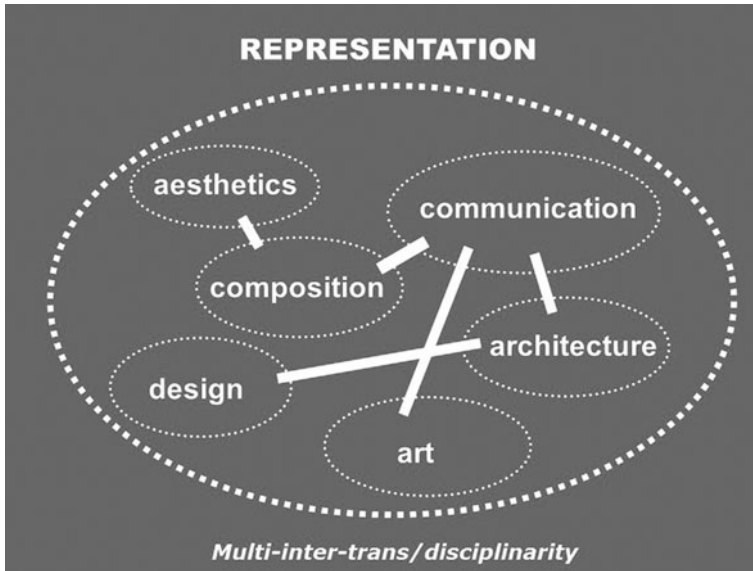 REPRESENTATION
aesthetics
communication
composition
architecture
design
art
Multi-inter-trans/disciplinarity